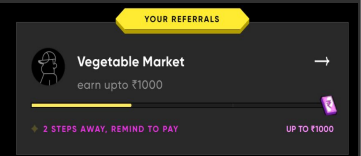 YOUR REFERRALS
Vegetable Market
earn upto ₹1000
2 STEPS AWAY, REMIND TO PAY
UP TO ₹1000